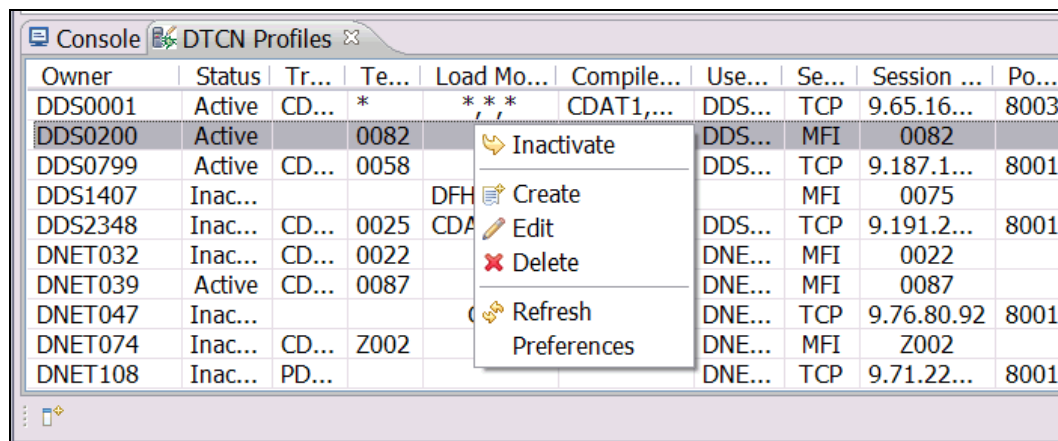 Console DTCN Profiles
Owner Status Tr... Te... Load Mo... Compile... Use... Se... Session ... Po...
DDS0001 Active CD... * *,*,* CDAT1,... DDS... TCP 9.65.16... 8003
DDS0200 Active 0082 DDS... MFI 0082
Inactivate
DDS0799 Active CD... 0058 DDS... TCP 9.187.1... 8001
DDS1407 Inac... DFH MFI 0075
Create
DDS2348 Inac... CD... 0025 CDA DDS... TCP 9.191.2... 8001
Edit
DNET032 Inac... CD... 0022 DNE... MFI 0022
Delete
DNET039 Active CD... 0087 DNE... MFI 0087
DNET047 Inac... DNE... TCP 9.76.80.92 8001
Refresh
DNET074 Inac... CD... Z002 DNE... MFI Z002
Preferences
DNET108 Inac... PD... DNE... TCP 9.71.22... 8001